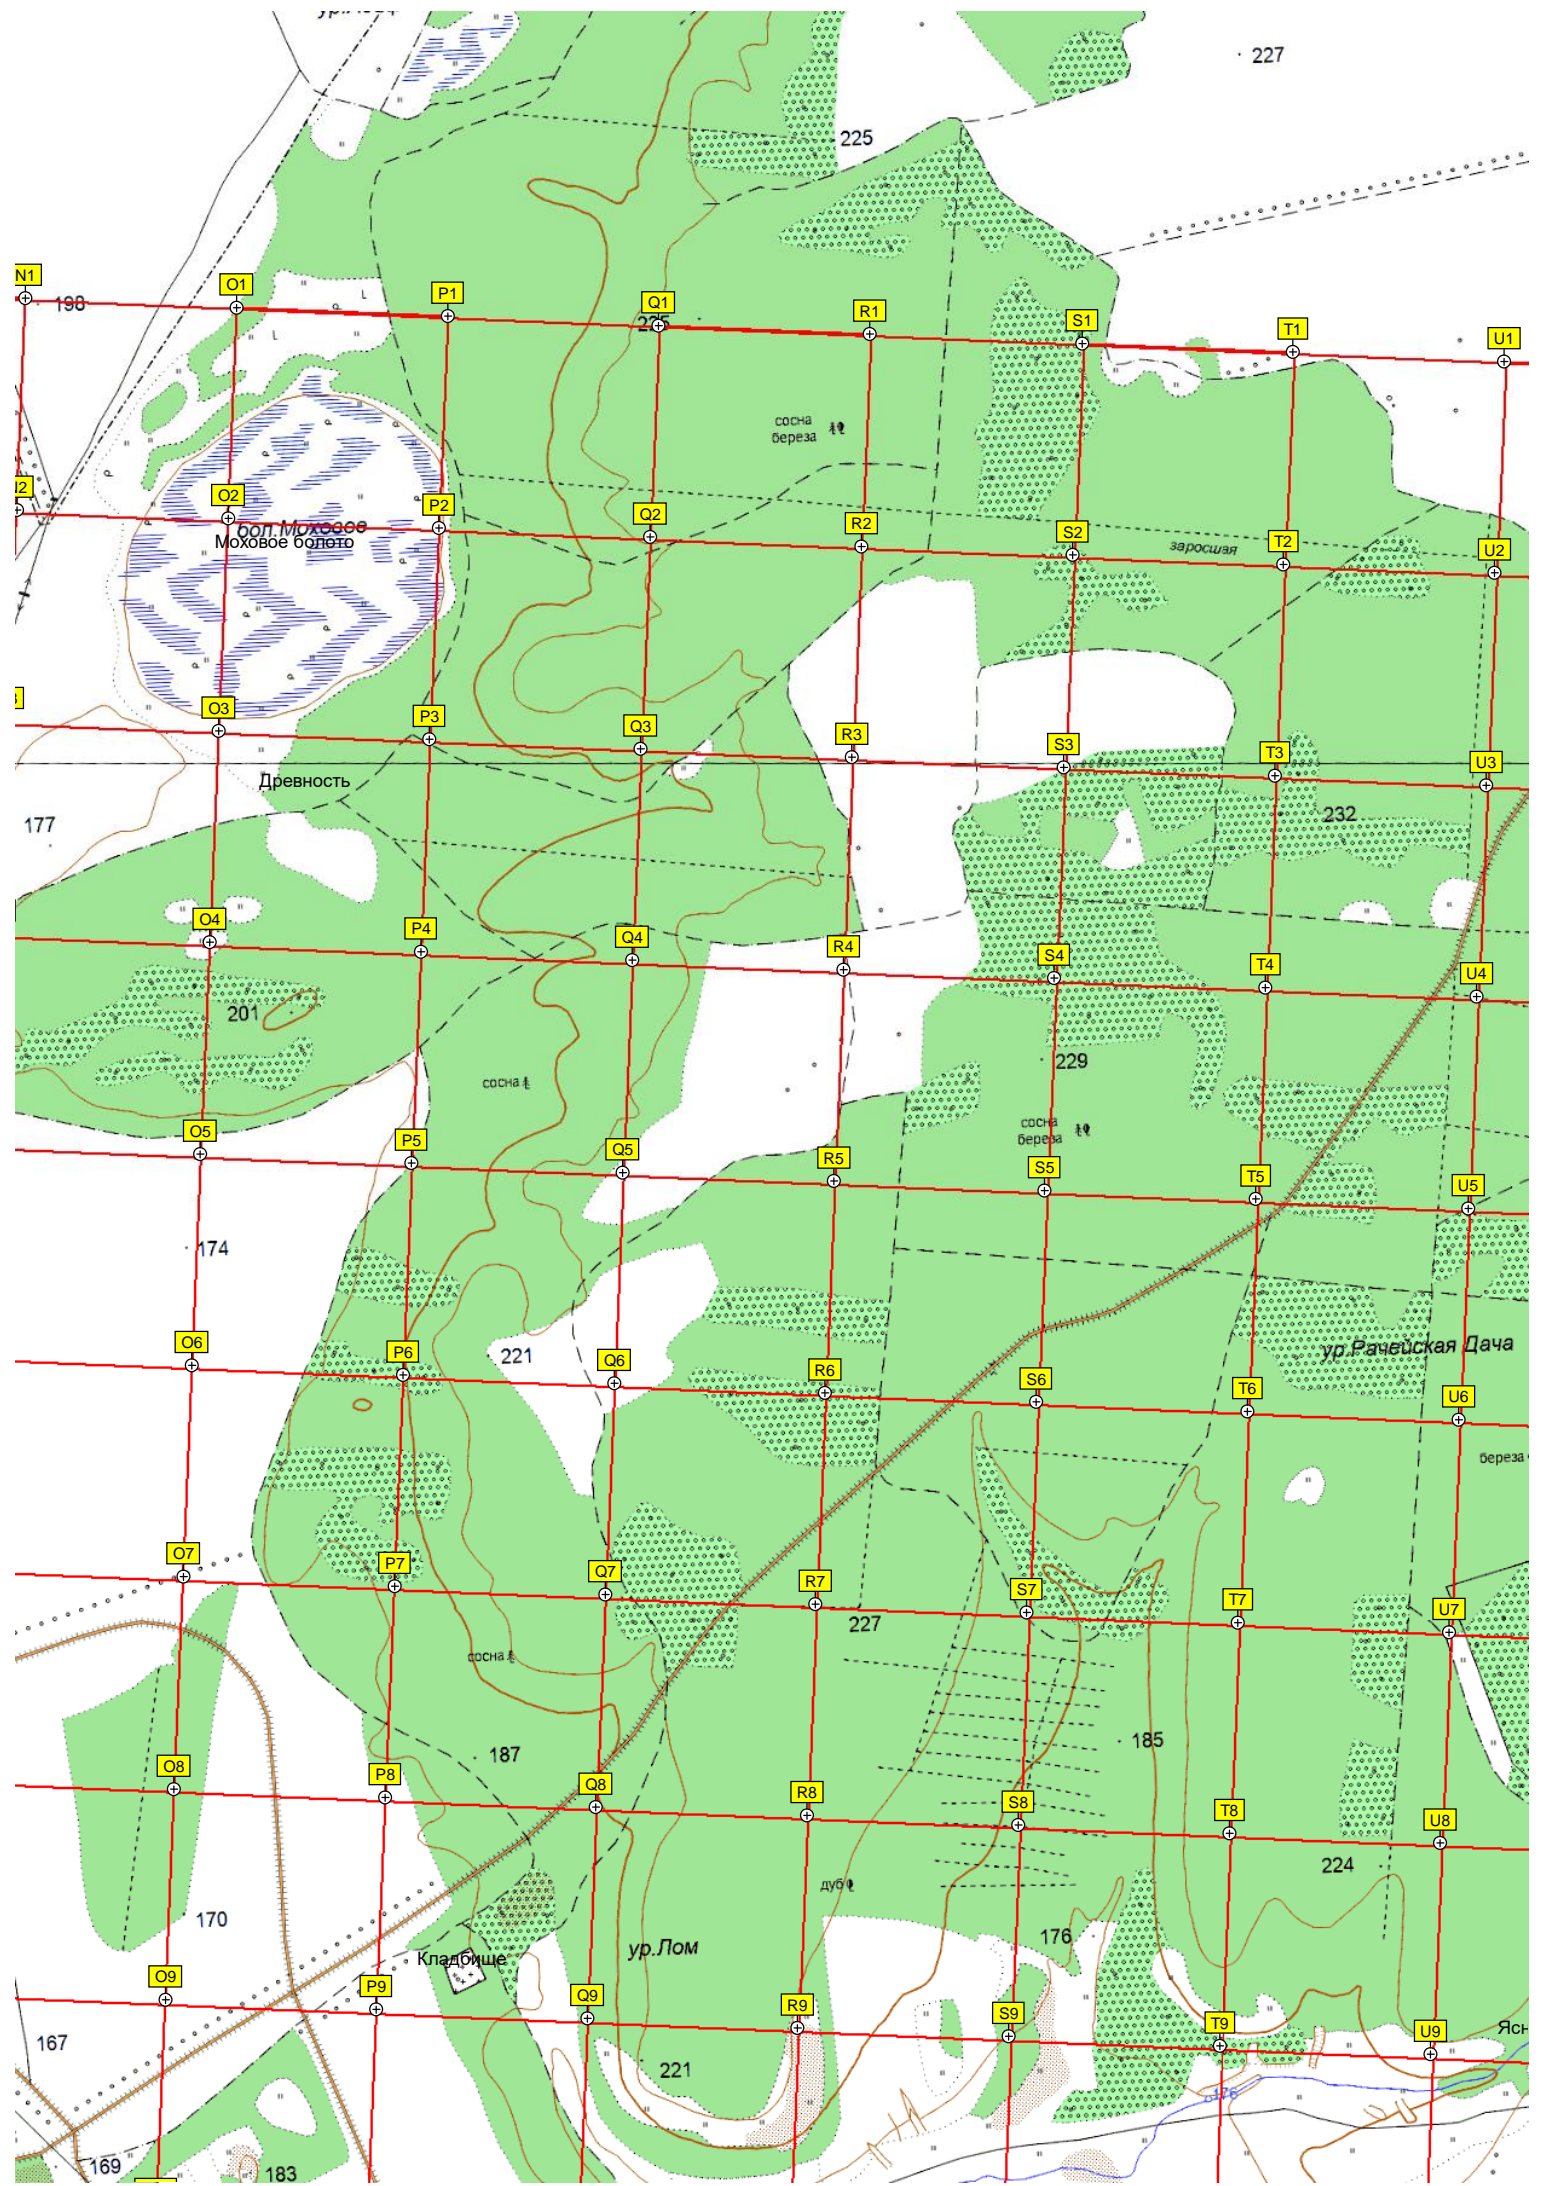 227
225
N1
198
O1
P1
Q1
225
R1
S1
T1
U1
сосна
береза
O2
P2
Q2
R2
S2
T2
U2
бол.Моховое
Моховое болото
заросшая
O3
P3
Q3
R3
S3
T3
U3
Древность
177
232
O4
P4
Q4
R4
S4
T4
U4
201
229
сосна
сосна
береза
O5
P5
Q5
R5
S5
T5
U5
174
221
ур.Рачейская Дача
O6
P6
Q6
R6
S6
T6
U6
береза
O7
P7
Q7
R7
S7
T7
U7
227
сосна
187
185
O8
P8
Q8
R8
S8
T8
U8
224
дуб
170
176
ур.Лом
Кладбище
O9
P9
Q9
R9
S9
T9
U9
Ясн
167
221
176
169
183